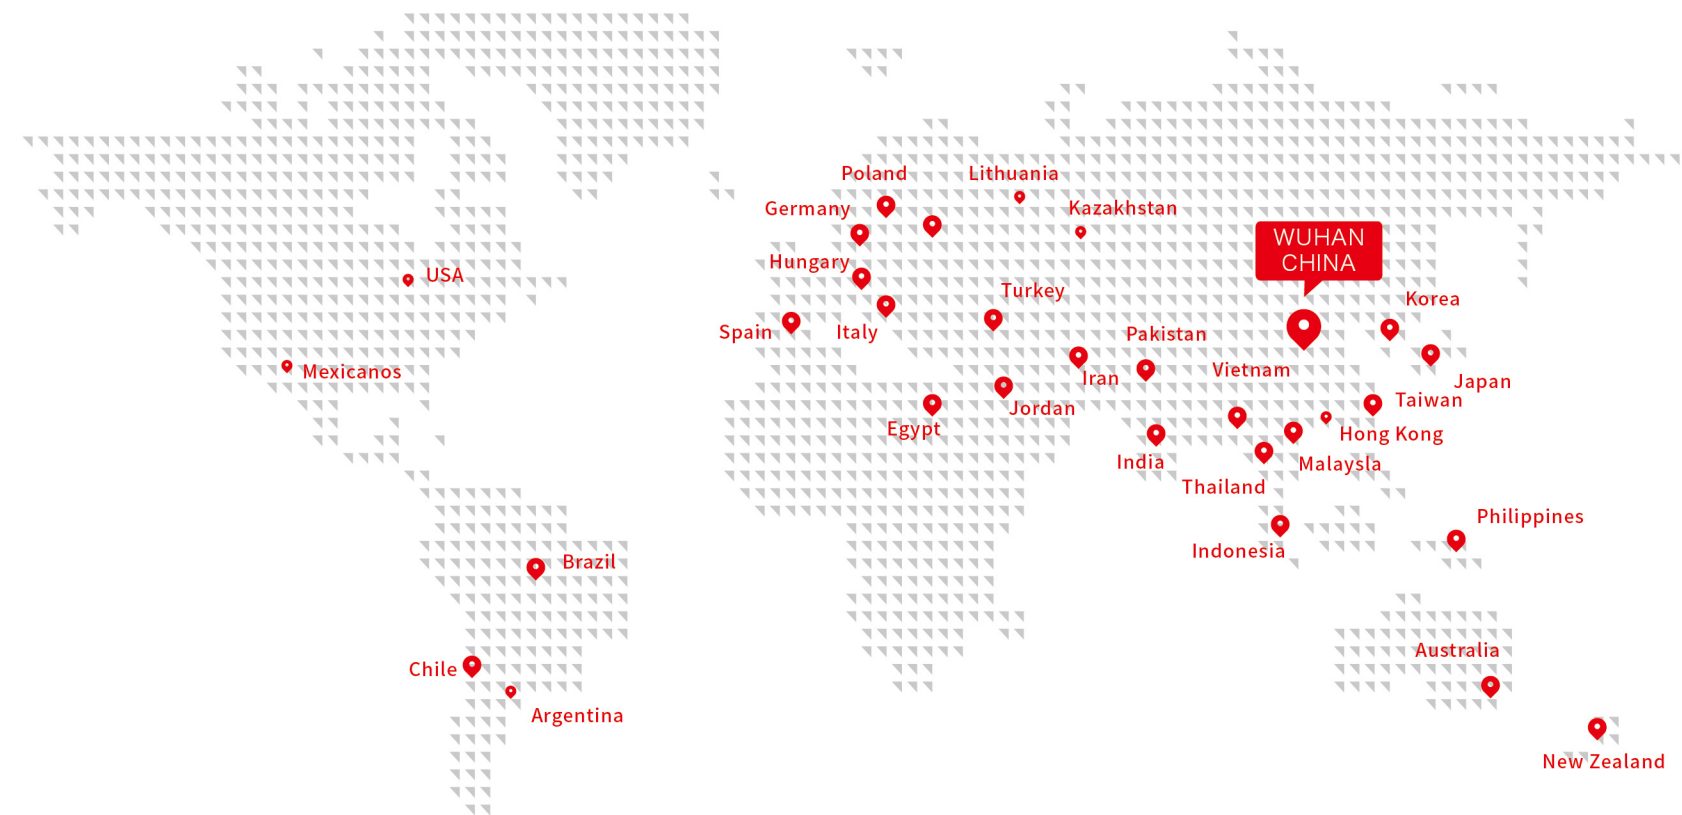 Poland
Lithuania
Germany
Kazakhstan
WUHAN
CHINA
Hungary
USA
Turkey
Korea
Spain
Italy
Pakistan
Mexicanos
Iran
Vietnam
Japan
Jordan
Taiwan
Egypt
Hong Kong
India
Malaysla
Thailand
Philippines
Indonesia
Brazil
Australia
Chile
Argentina
New Zealand